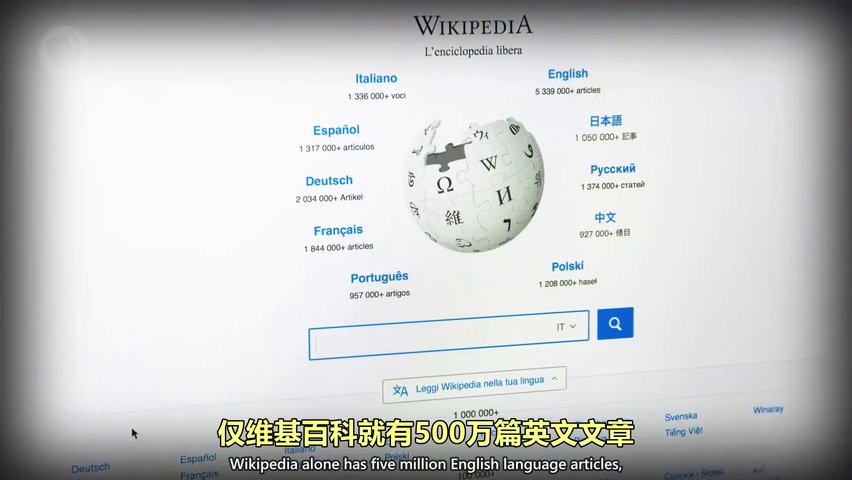 WIKIPEDIA
L'enciclopedia libera
Italiano
1 336 000+ voci
English
5 339 000+ articles
Español
1 317 000+ artículos
日本語
1 050 000+ 記事
Deutsch
2 034 000+ Artikel
Русский
1 374 000+ статей
Français
1 844 000+ articles
中文
927 000+ 條目
Português
957 000+ artigos
Polski
1 208 000+ haseł
Ω
W
И
維
IT
Leggi Wikipedia nella tua lingua
1 000 000+
Deutsch
Español
Français
Italiano
Polski
Svenska
Tiếng Việt
Winaray
100 000+
Српски / Srpski
仅维基百科就有500万篇英文文章
Wikipedia alone has five million English language articles,